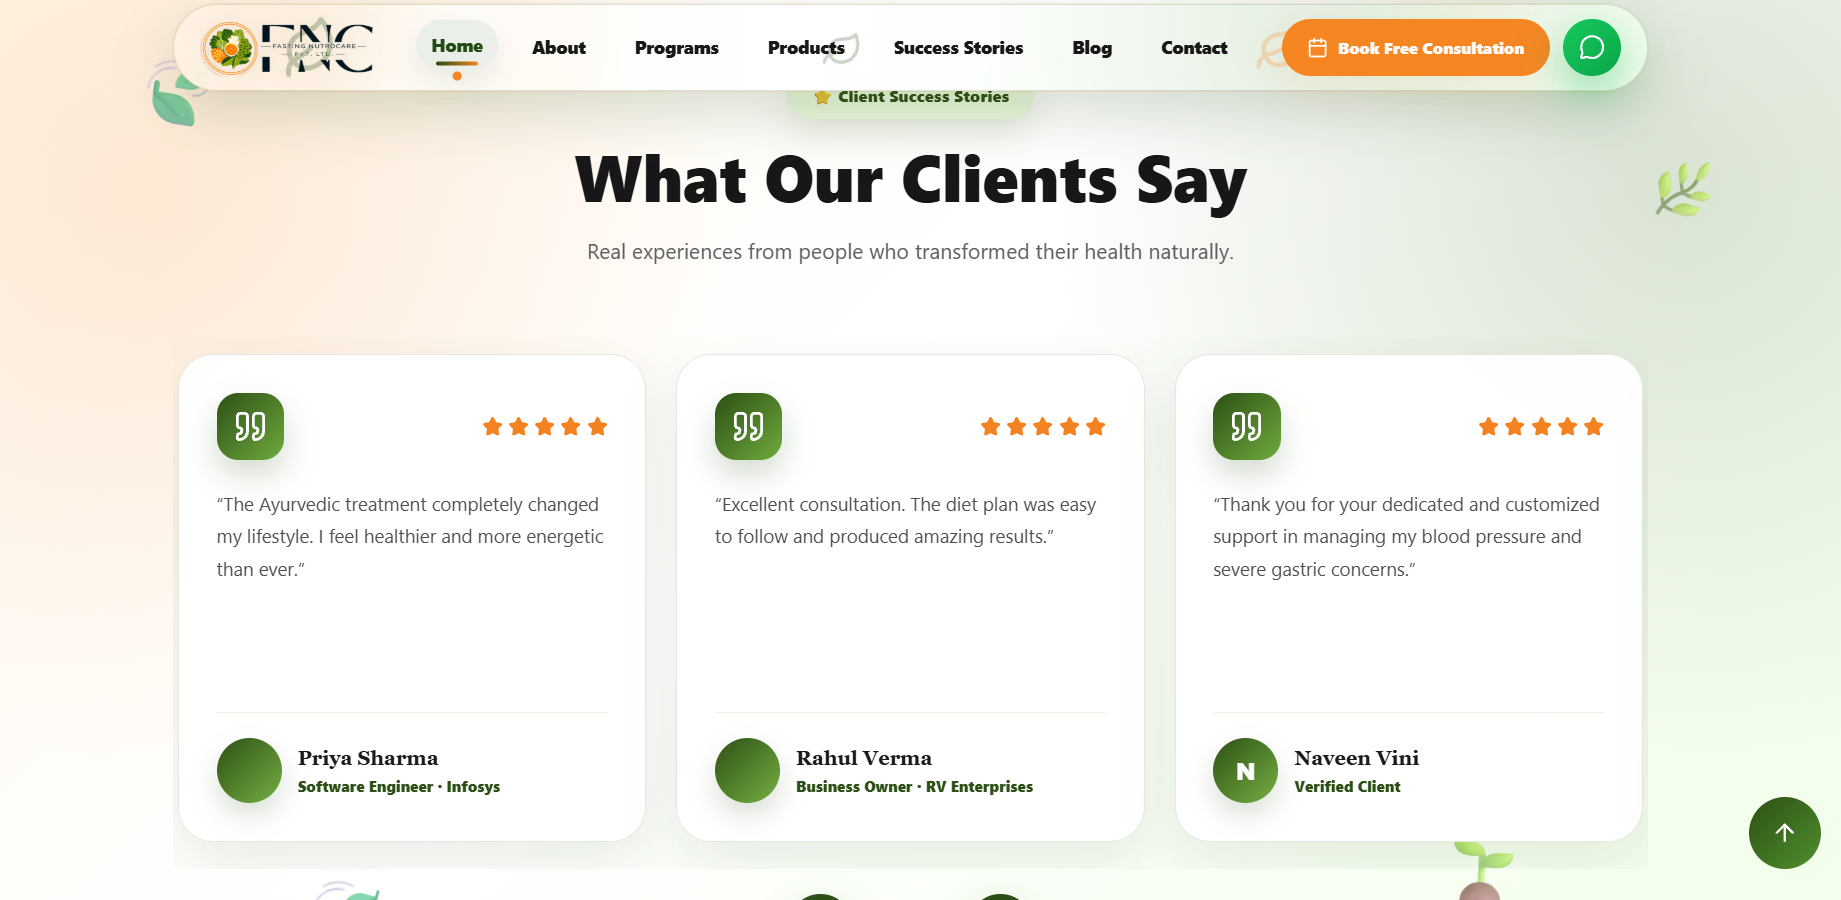 FNC
FASTING NUTROCARE
PVT. LTD.
Home
About
Programs
Products
Success Stories
Blog
Contact
Book Free Consultation
Client Success Stories
What Our Clients Say
Real experiences from people who transformed their health naturally.
“The Ayurvedic treatment completely changed
my lifestyle. I feel healthier and more energetic
than ever.”
Priya Sharma
Software Engineer · Infosys
“Excellent consultation. The diet plan was easy
to follow and produced amazing results.”
Rahul Verma
Business Owner · RV Enterprises
“Thank you for your dedicated and customized
support in managing my blood pressure and
severe gastric concerns.”
N
Naveen Vini
Verified Client